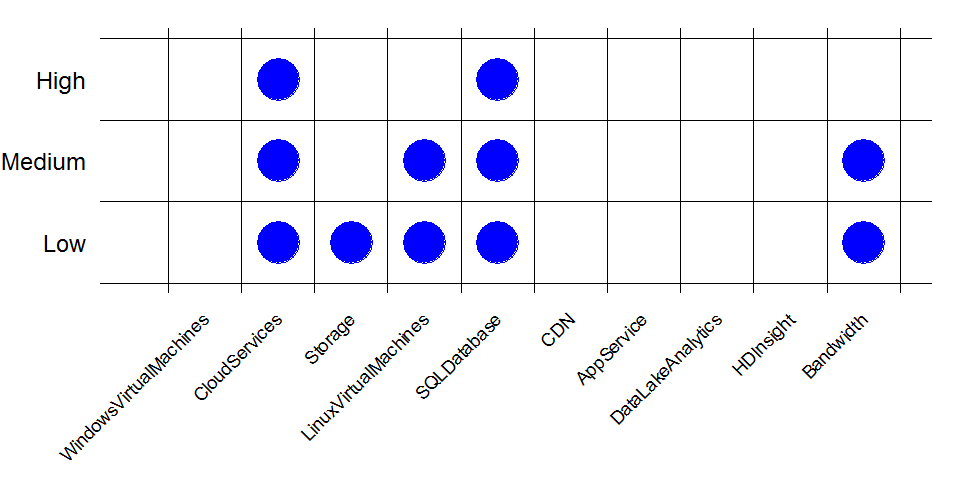 High
Medium
Low
WindowsVirtualMachines
CloudServices
Storage
LinuxVirtualMachines
SQLDatabase
CDN
AppService
DataLakeAnalytics
HDInsight
Bandwidth